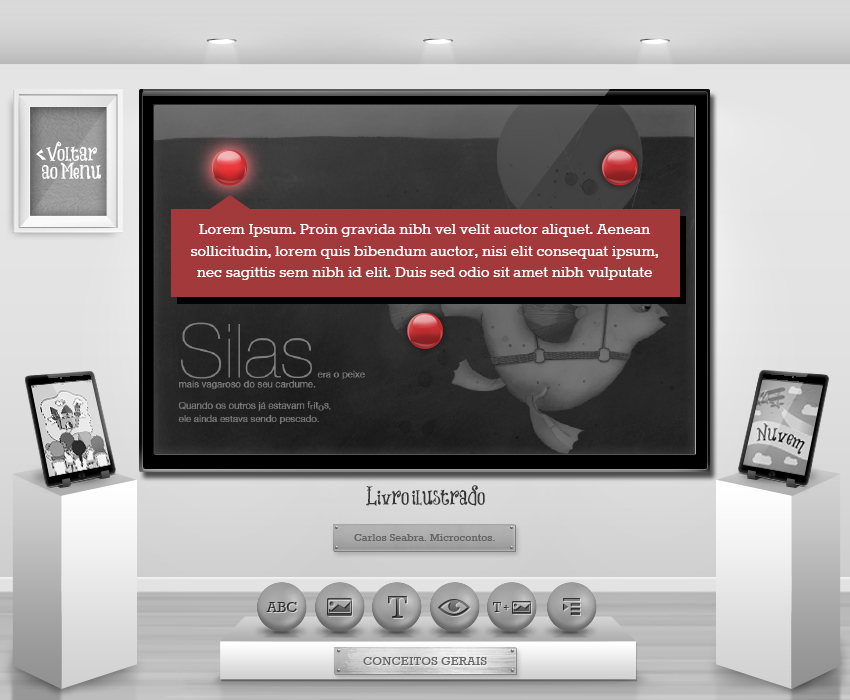 <Voltar
ao Menu
Lorem Ipsum. Proin gravida nibh vel velit auctor aliquet. Aenean
sollicitudin, lorem quis bibendum auctor, nisi elit consequat ipsum,
nec sagittis sem nibh id elit. Duis sed odio sit amet nibh vulputate
Silas era o peixe
mais vagaroso do seu cardume.
Quando os outros já estavam fritos,
ele ainda estava sendo pescado.
Nuvem
Livro ilustrado
Carlos Seabra. Microcontos.
ABC
T
T+
CONCEITOS GERAIS